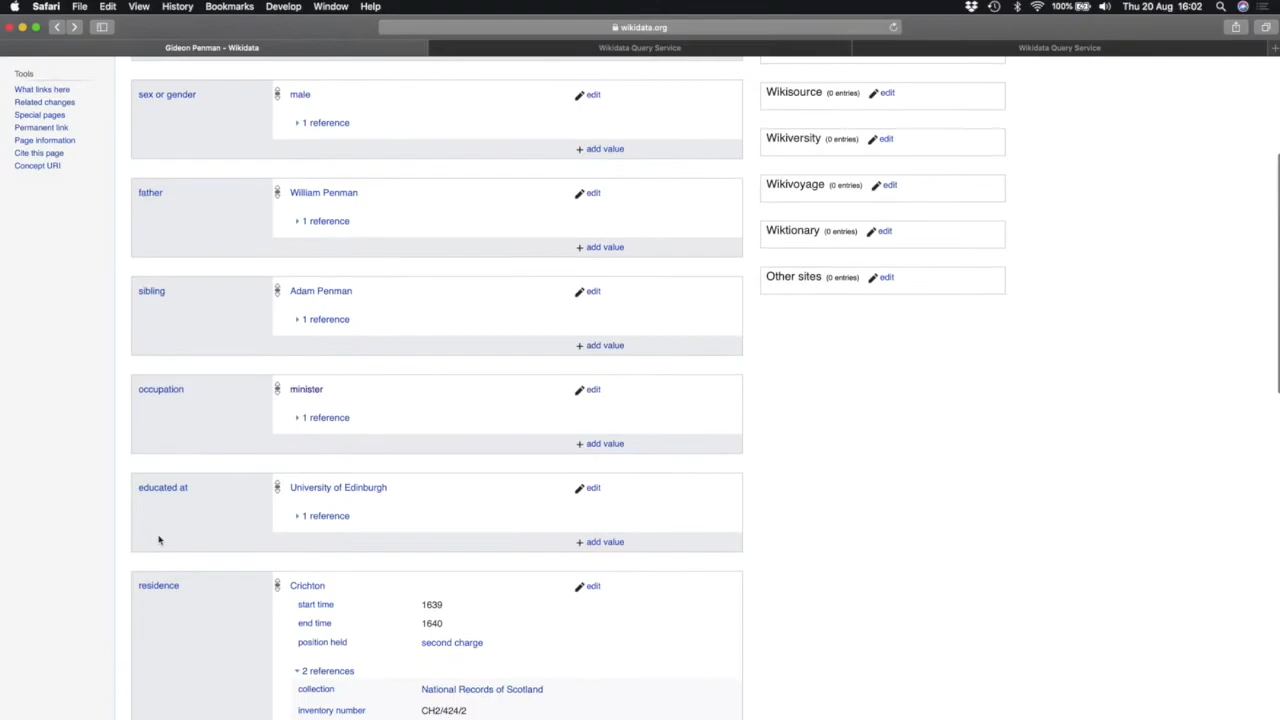 Safari File Edit View History Bookmarks Develop Window Help 100% Thu 20 Aug 16:02
wikidata.org
Gideon Penman - Wikidata
Wikidata Query Service
Wikidata Query Service
Tools
What links here
Related changes
Special pages
Permanent link
Page information
Cite this page
Concept URI
sex or gender
male
edit
1 reference
+ add value
father
William Penman
edit
1 reference
+ add value
sibling
Adam Penman
edit
1 reference
+ add value
occupation
minister
edit
1 reference
+ add value
educated at
University of Edinburgh
edit
1 reference
+ add value
residence
Crichton
edit
start time 1639
end time 1640
position held second charge
2 references
collection National Records of Scotland
inventory number CH2/424/2
Wikisource (0 entries) edit
Wikiversity (0 entries) edit
Wikivoyage (0 entries) edit
Wiktionary (0 entries) edit
Other sites (0 entries) edit